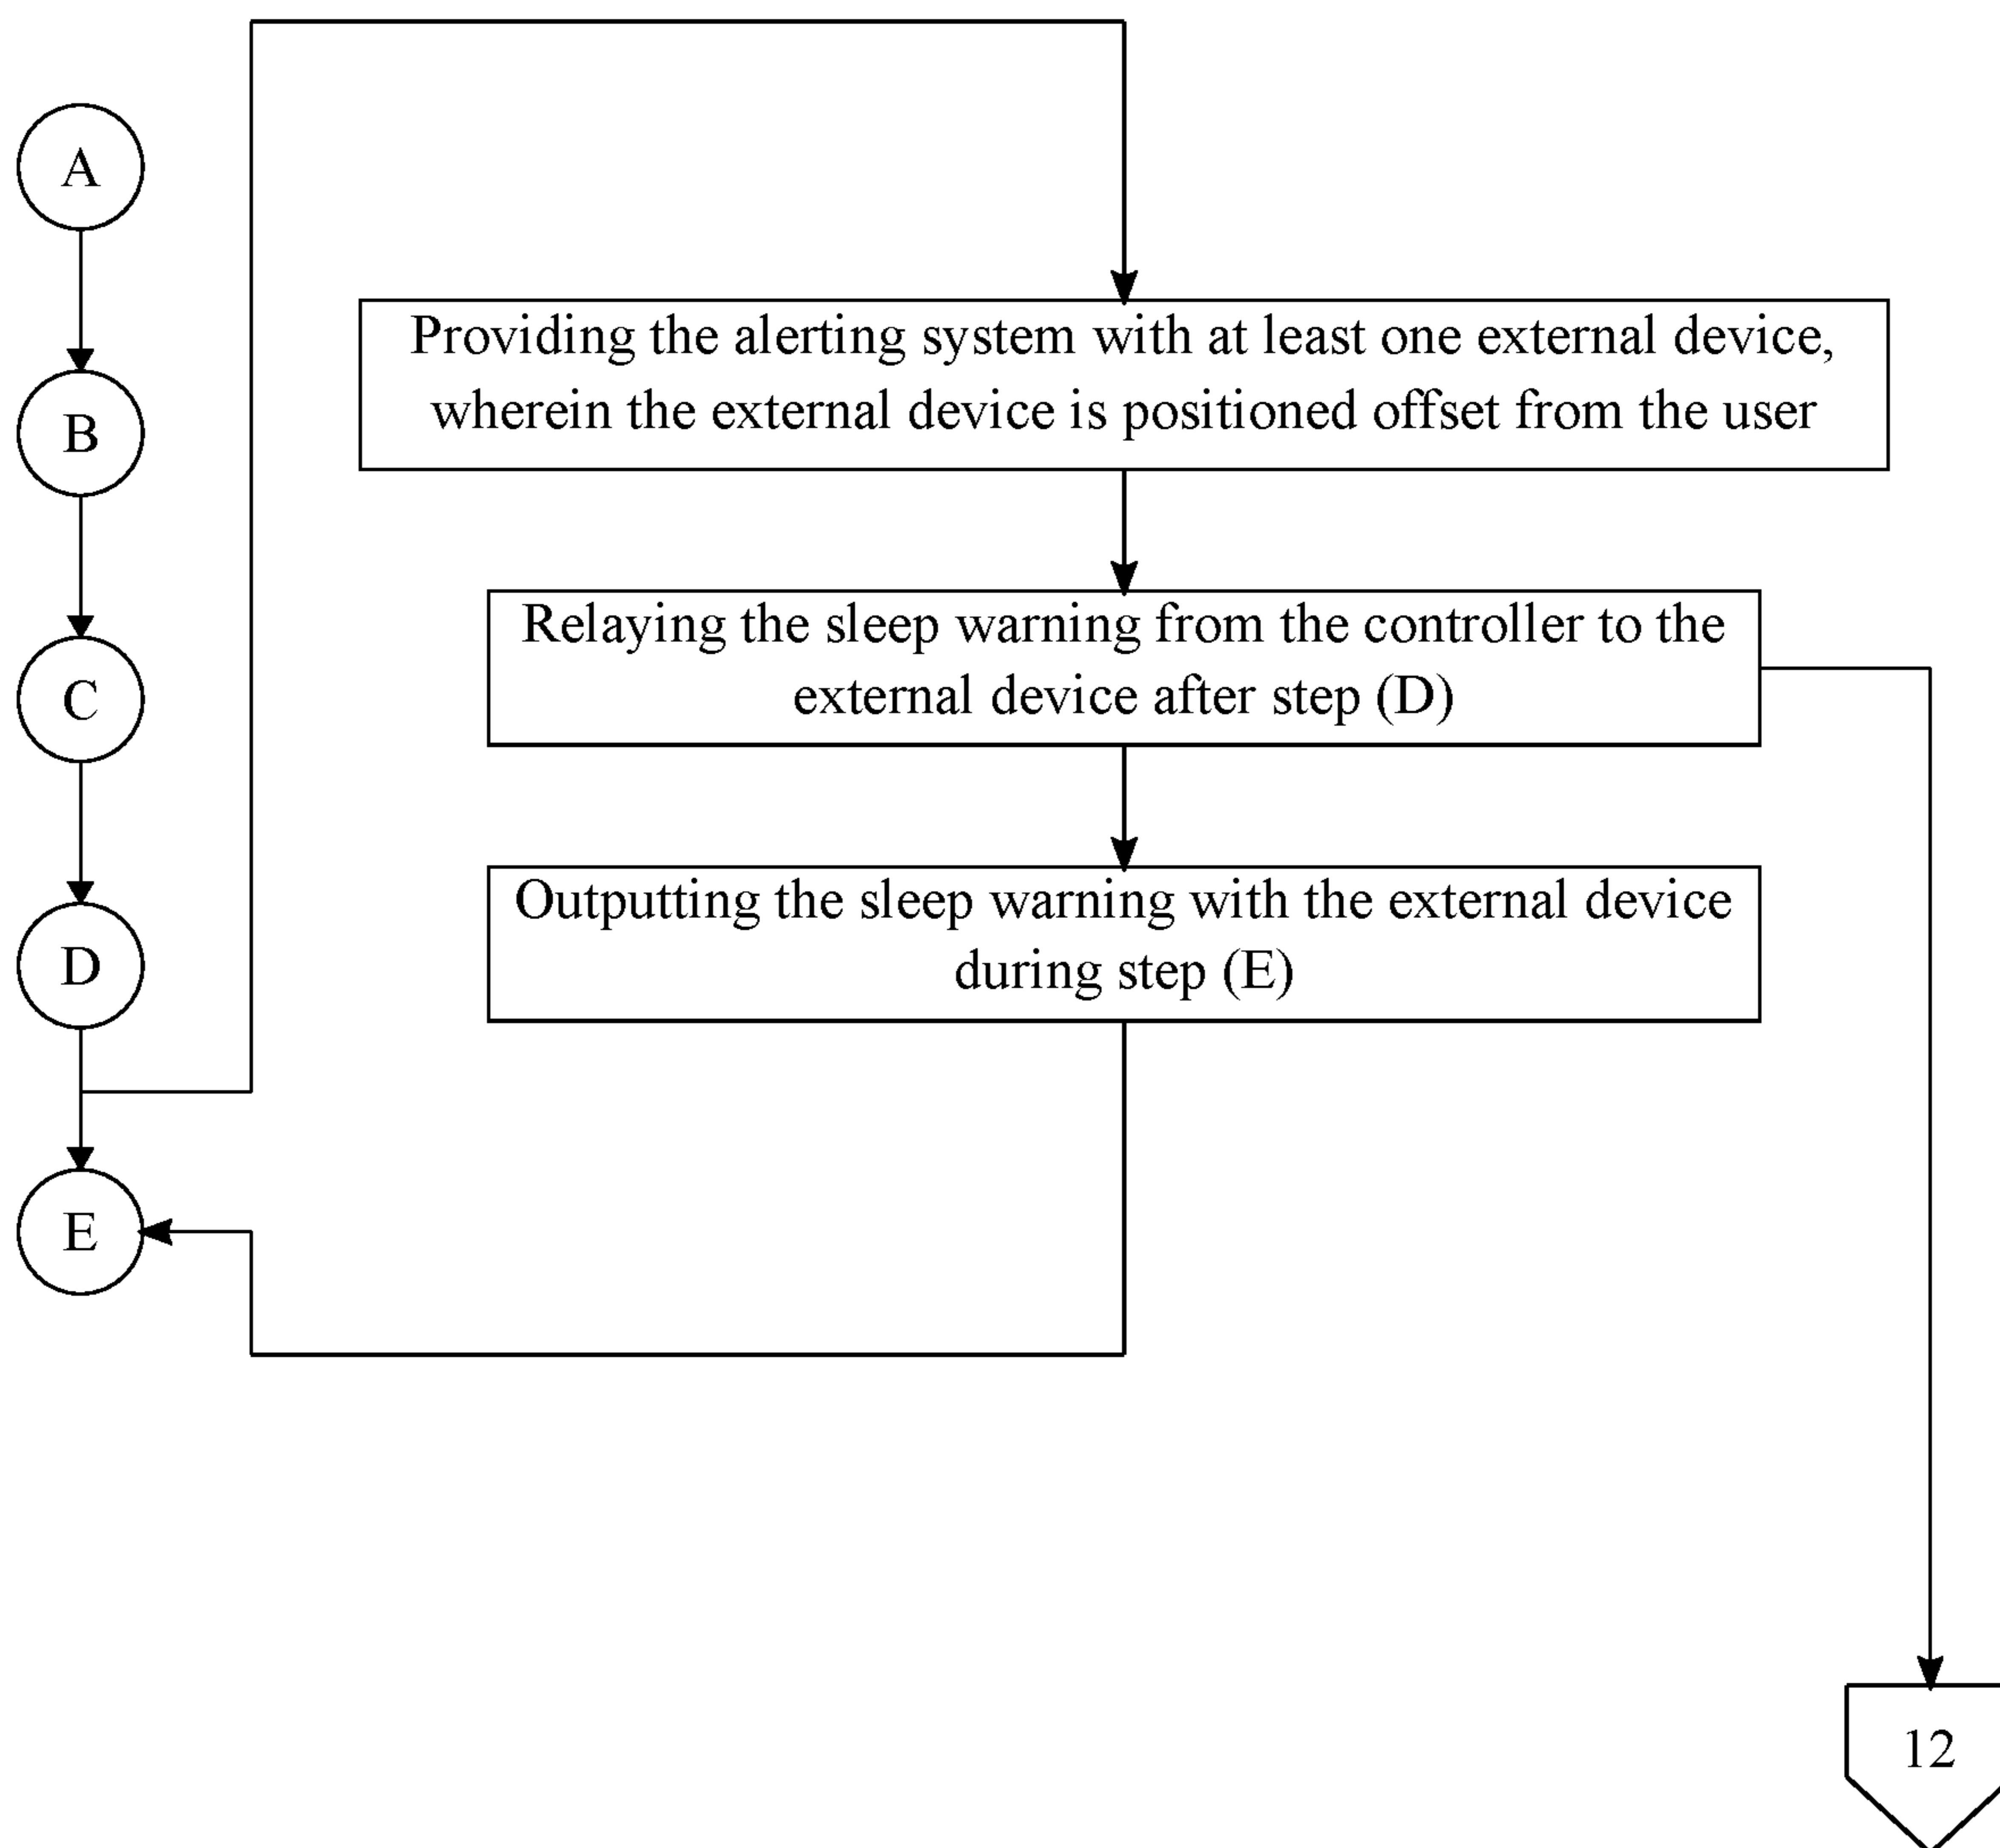 A
B
C
D
E
Providing the alerting system with at least one external device,
wherein the external device is positioned offset from the user
Relaying the sleep warning from the controller to the
external device after step (D)
Outputting the sleep warning with the external device
during step (E)
12